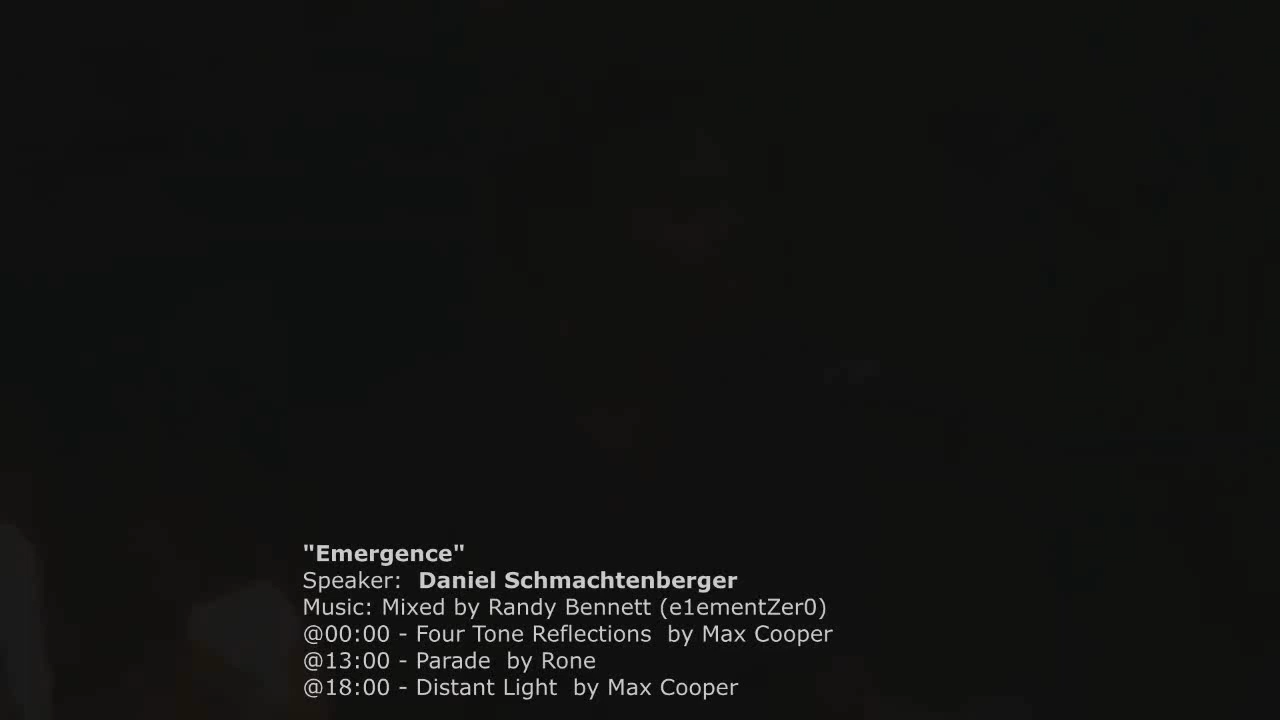 "Emergence"
Speaker:  Daniel Schmachtenberger
Music: Mixed by Randy Bennett (e1ementZer0)
@00:00 - Four Tone Reflections  by Max Cooper
@13:00 - Parade  by Rone
@18:00 - Distant Light  by Max Cooper